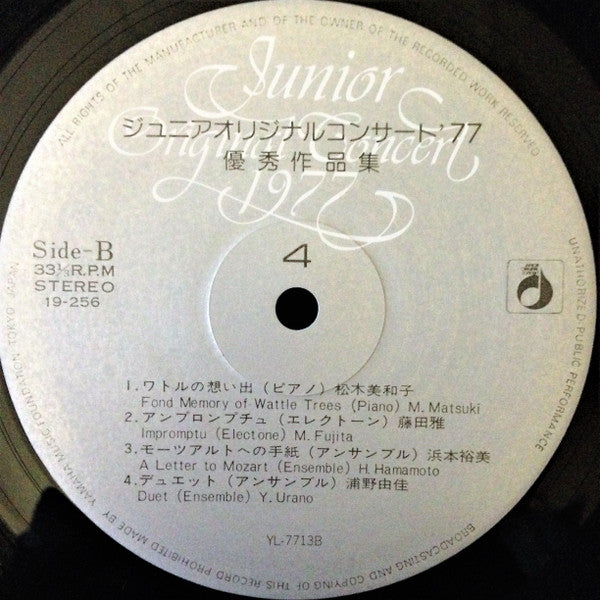 ALL RIGHTS OF THE MANUFACTURER AND OF THE OWNER OF THE RECORDED WORK RESERVED
UNAUTHORIZED PUBLIC PERFORMANCE
BROADCASTING AND COPYING OF THIS RECORD PROHIBITED MADE BY YAMAHA MUSIC FOUNDATION, TOKYO JAPAN
Junior
Original Concert
1977
ジュニアオリジナルコンサート'77
優秀作品集
Side-B
33⅓R.P.M
STEREO
19-256
4
1.ワトルの想い出(ピアノ)松木美和子
Fond Memory of Wattle Trees (Piano) M. Matsuki
2.アンプロンプチュ(エレクトーン)藤田雅
Impromptu (Electone) M. Fujita
3.モーツアルトへの手紙(アンサンブル)浜本裕美
A Letter to Mozart (Ensemble) H. Hamamoto
4.デュエット(アンサンブル)浦野由佳
Duet (Ensemble) Y. Urano
YL-7713B